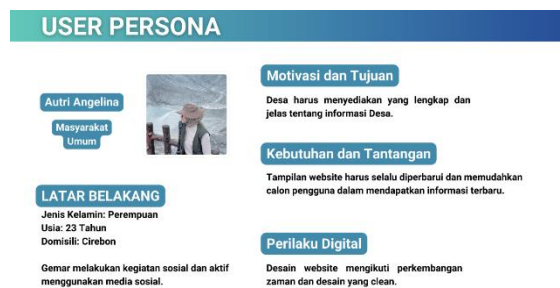 USER PERSONA
Autri Angelina
Masyarakat
Umum
LATAR BELAKANG
Jenis Kelamin: Perempuan
Usia: 23 Tahun
Domisili: Cirebon
Gemar melakukan kegiatan sosial dan aktif
menggunakan media sosial.
Motivasi dan Tujuan
Desa harus menyediakan yang lengkap dan
jelas tentang informasi Desa.
Kebutuhan dan Tantangan
Tampilan website harus selalu diperbarui dan memudahkan
calon pengguna dalam mendapatkan informasi terbaru.
Perilaku Digital
Desain website mengikuti perkembangan
zaman dan desain yang clean.